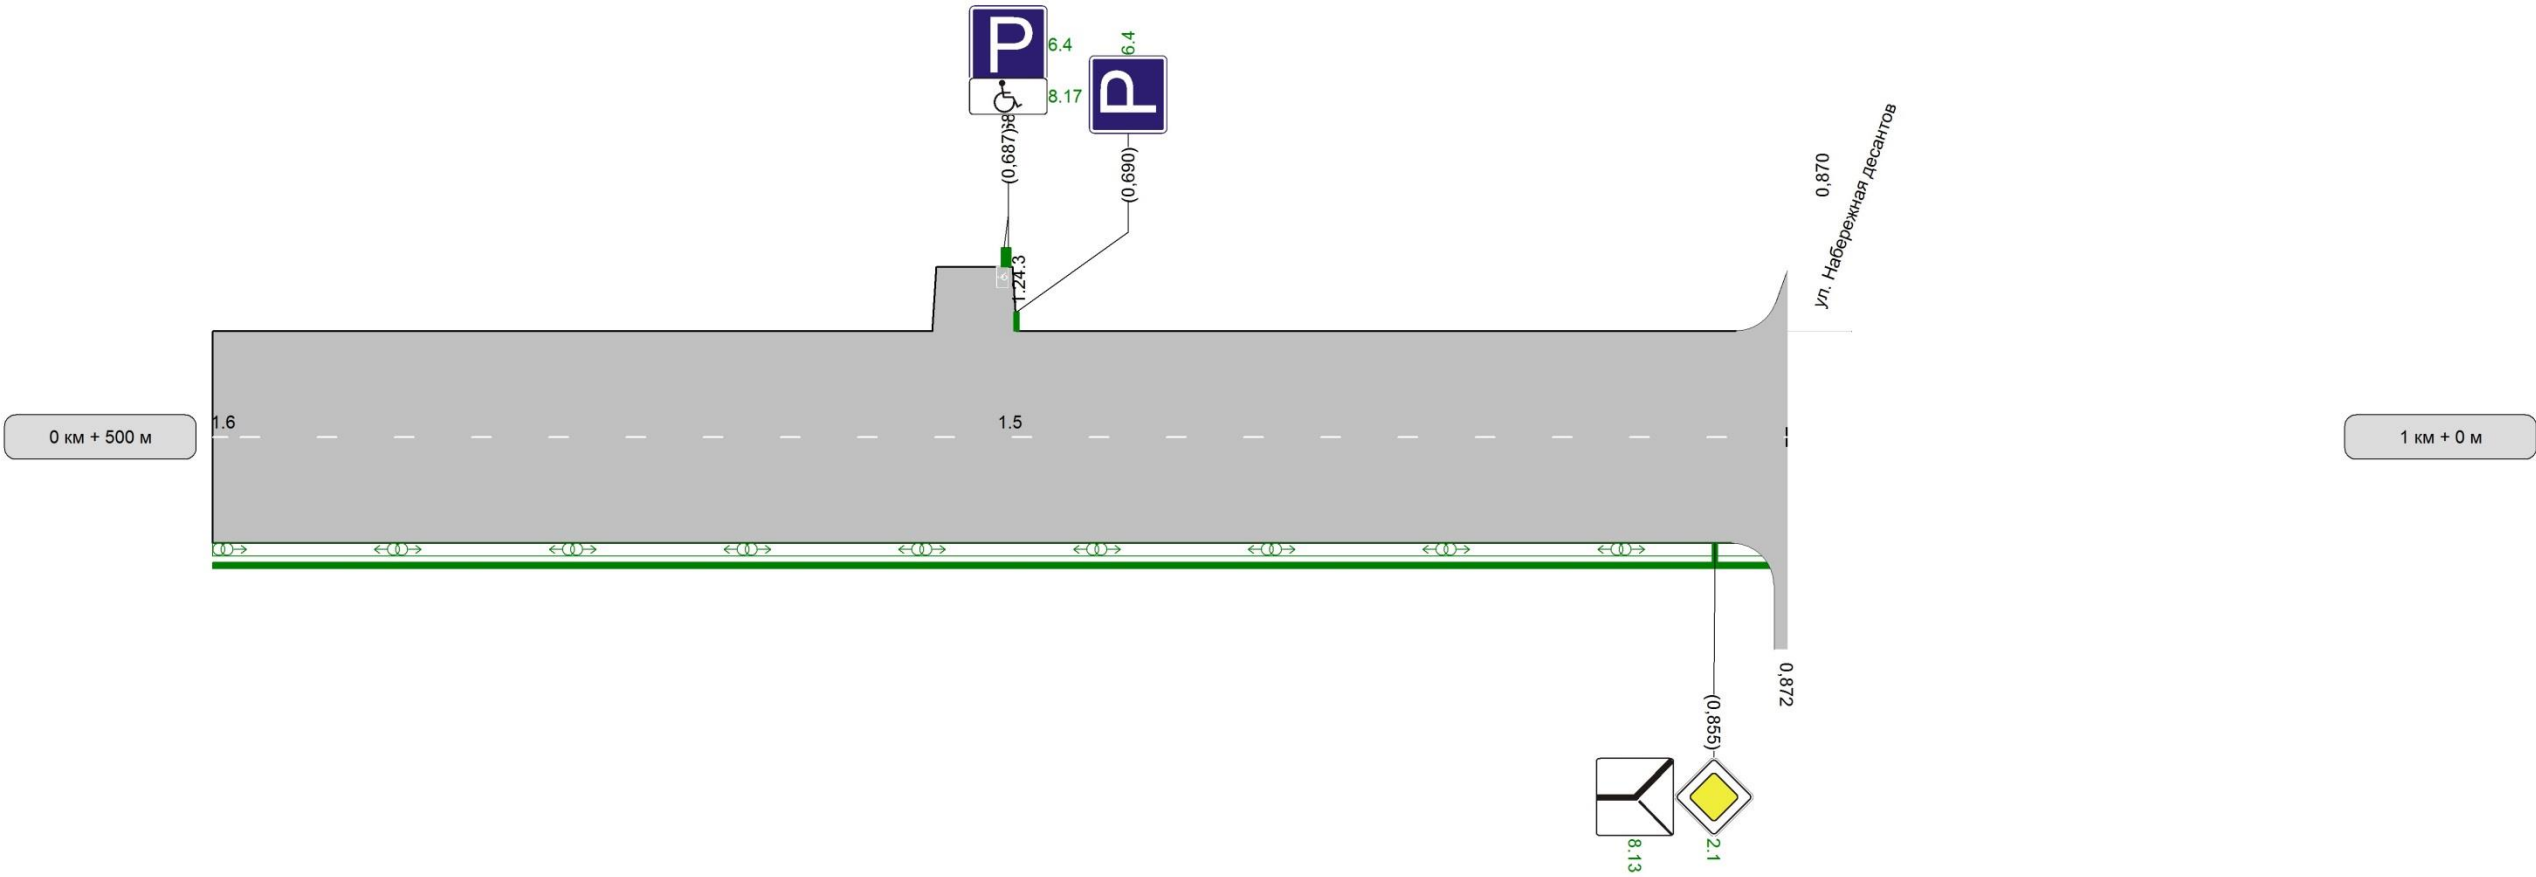 P
6.4
8.17
6.4
P
(0,687)
(0,690)
0,870
ул. Набережная десантов
1.24.3
1.6
1.5
0 км + 500 м
1 км + 0 м
0,872
(0,855)
8.13
2.1